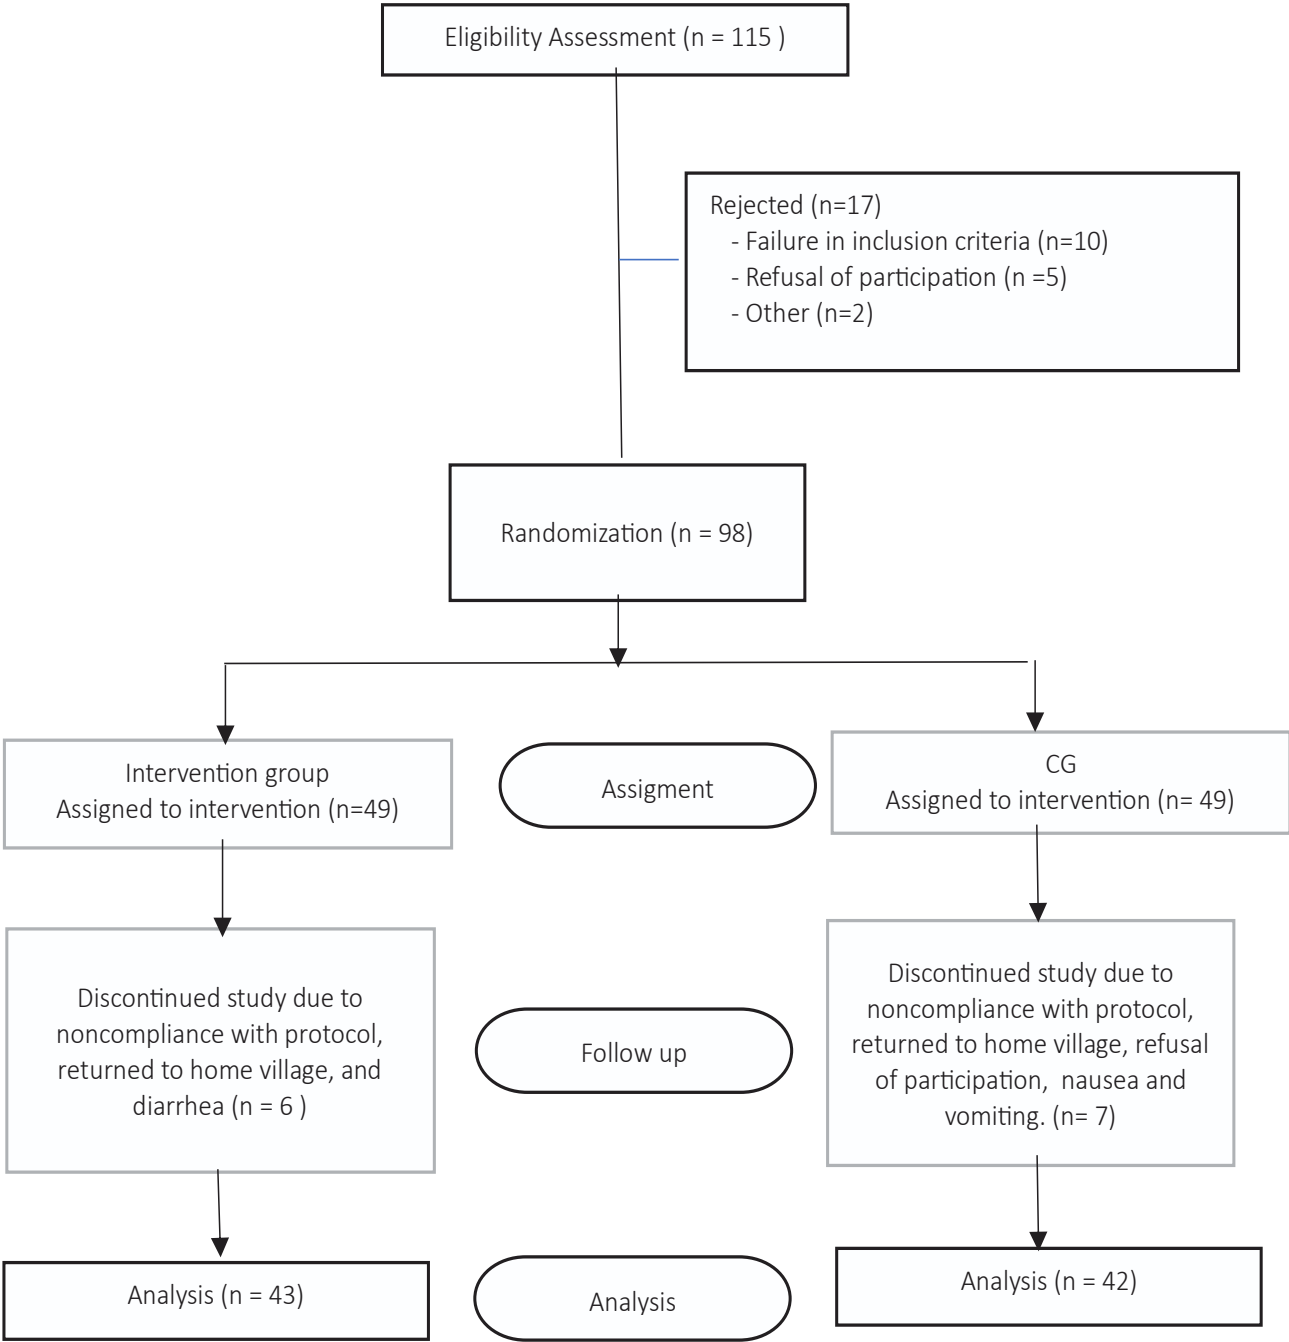 Eligibility Assessment (n = 115 )
Rejected (n=17)
- Failure in inclusion criteria (n=10)
- Refusal of participation (n =5)
- Other (n=2)
Randomization (n = 98)
Intervention group
Assigned to intervention (n=49)
Assigment
CG
Assigned to intervention (n= 49)
Discontinued study due to
noncompliance with protocol,
returned to home village, and
diarrhea (n = 6 )
Follow up
Discontinued study due to
noncompliance with protocol,
returned to home village, refusal
of participation,  nausea and
vomiting. (n= 7)
Analysis (n = 43)
Analysis
Analysis (n = 42)